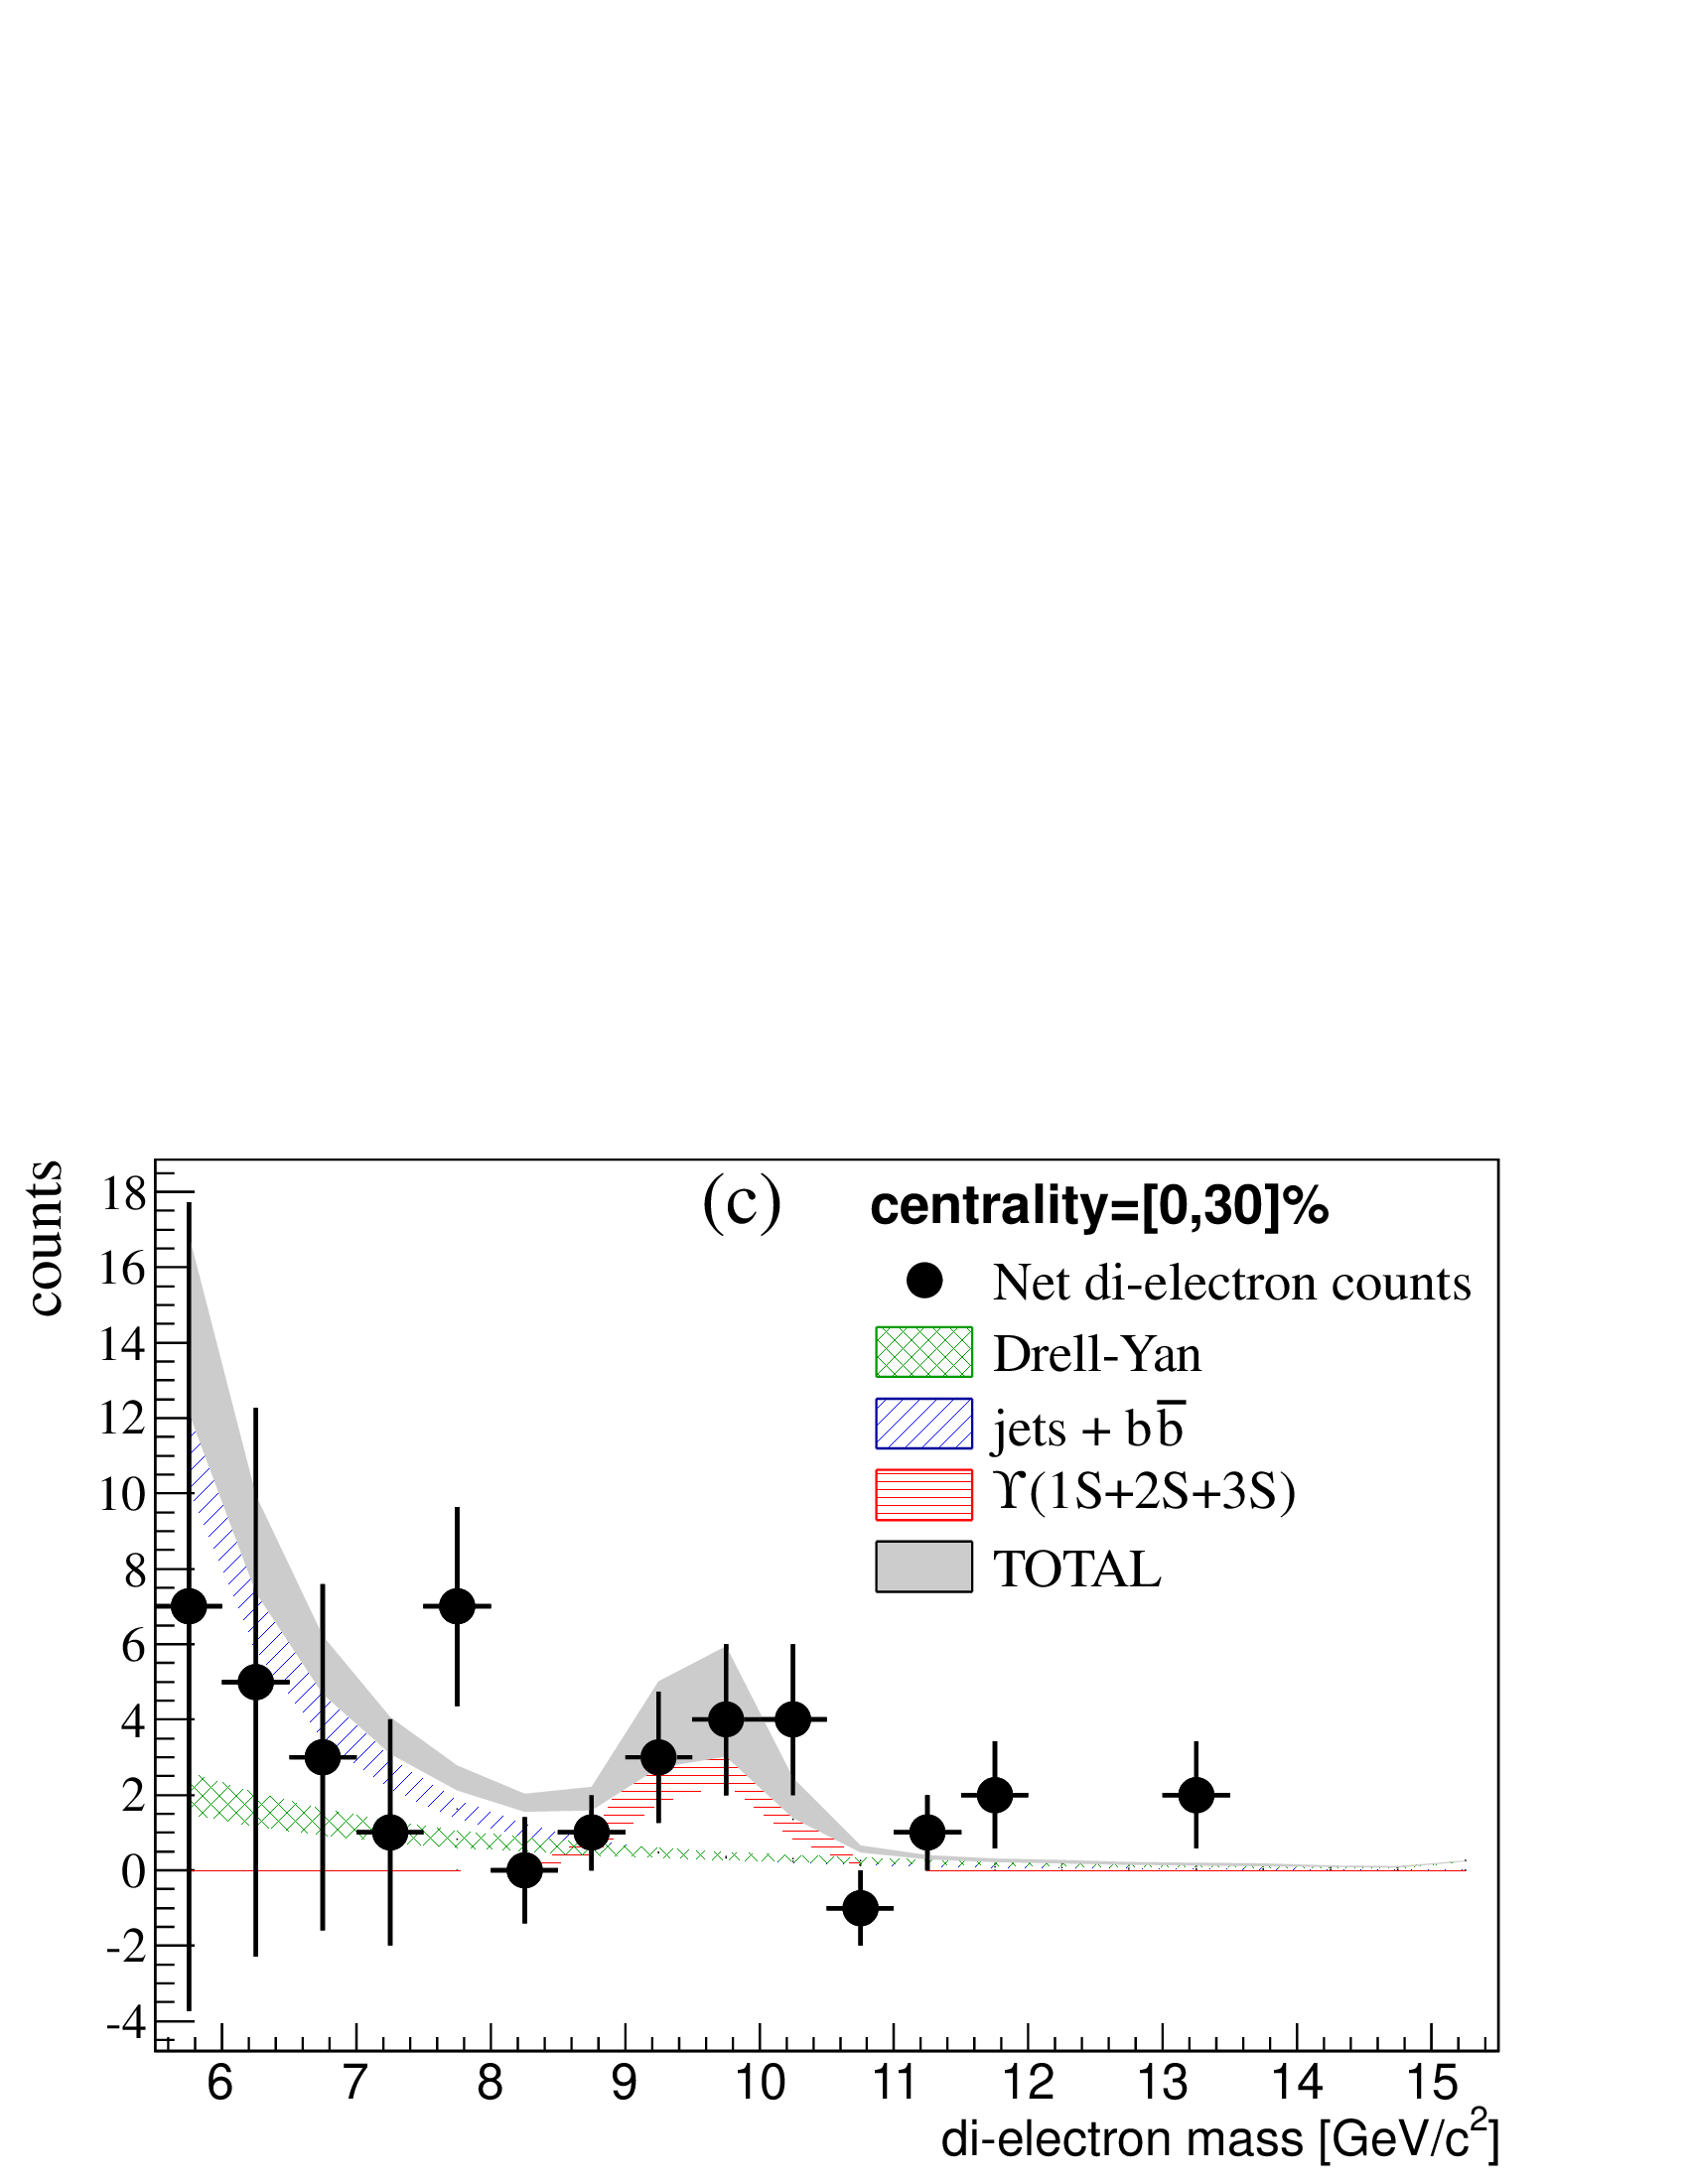 counts
18
16
14
12
10
8
6
4
2
0
-2
-4
(c)
centrality=[0,30]%
Net di-electron counts
Drell-Yan
jets + b b̅
ϒ(1S+2S+3S)
TOTAL
6 7 8 9 10 11 12 13 14 15
di-electron mass [GeV/c²]